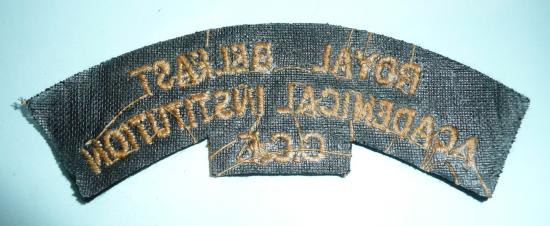 ROYAL BELFAST
ACADEMICAL INSTITUTION
C.C.F.